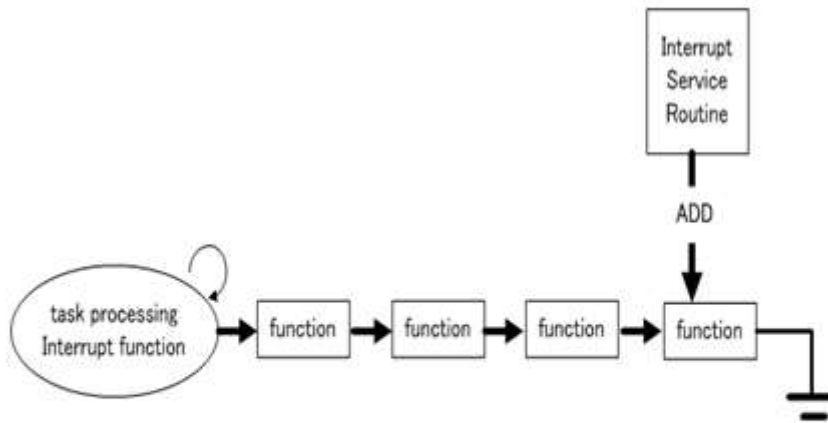 Interrupt
Service
Routine
ADD
task processing
Interrupt function
function
function
function
function